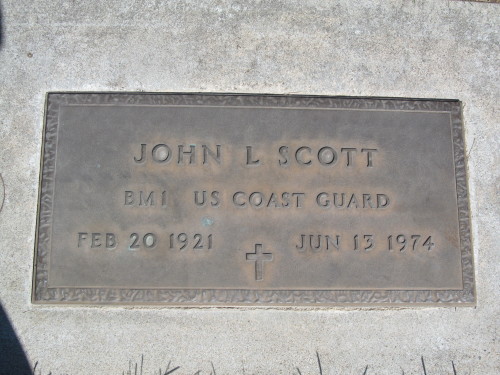 JOHN L SCOTT
BM1 US COAST GUARD
FEB 20 1921 JUN 13 1974